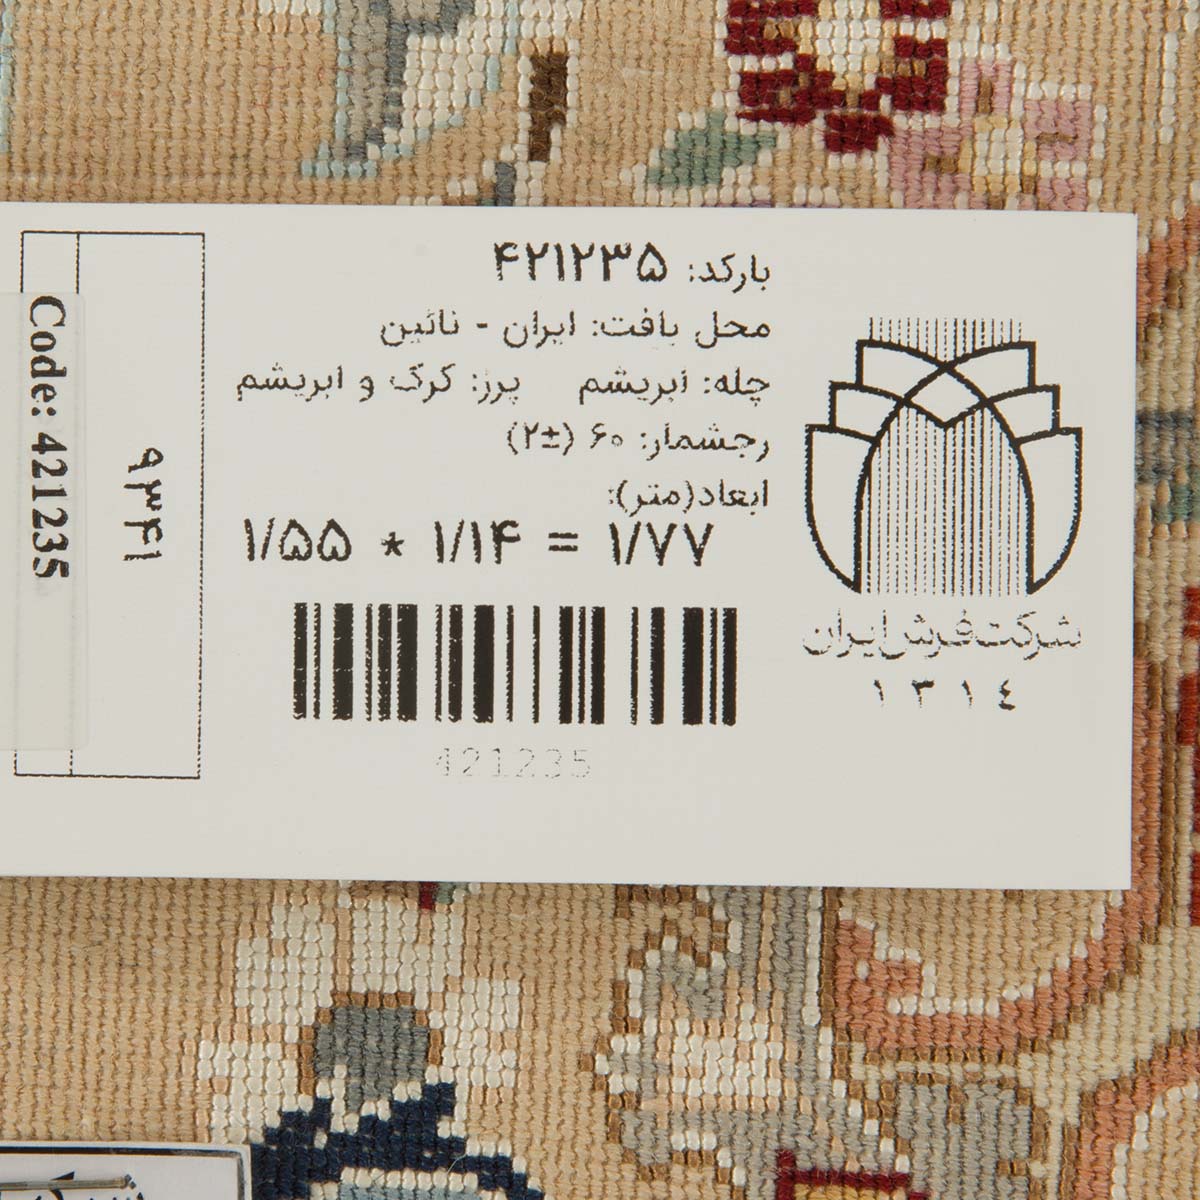 بارکد: ۴۲۱۲۳۵
محل بافت: ایران - نائین
چله: ابریشم پرز: کرک و ابریشم
رجشمار: ۶۰ (±۲)
ابعاد(متر):
۱/۵۵ * ۱/۱۴ = ۱/۷۷
421235
شرکت فرش ایران
١٣١٤
۹۳۴۱
Code: 421235